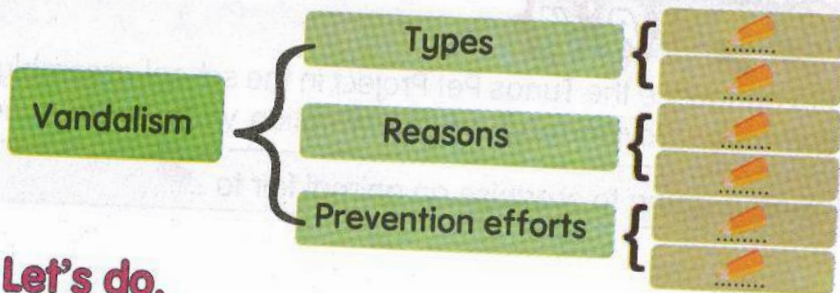 Types
Vandalism
Reasons
Prevention efforts
........
........
........
........
........
........
Let's do.